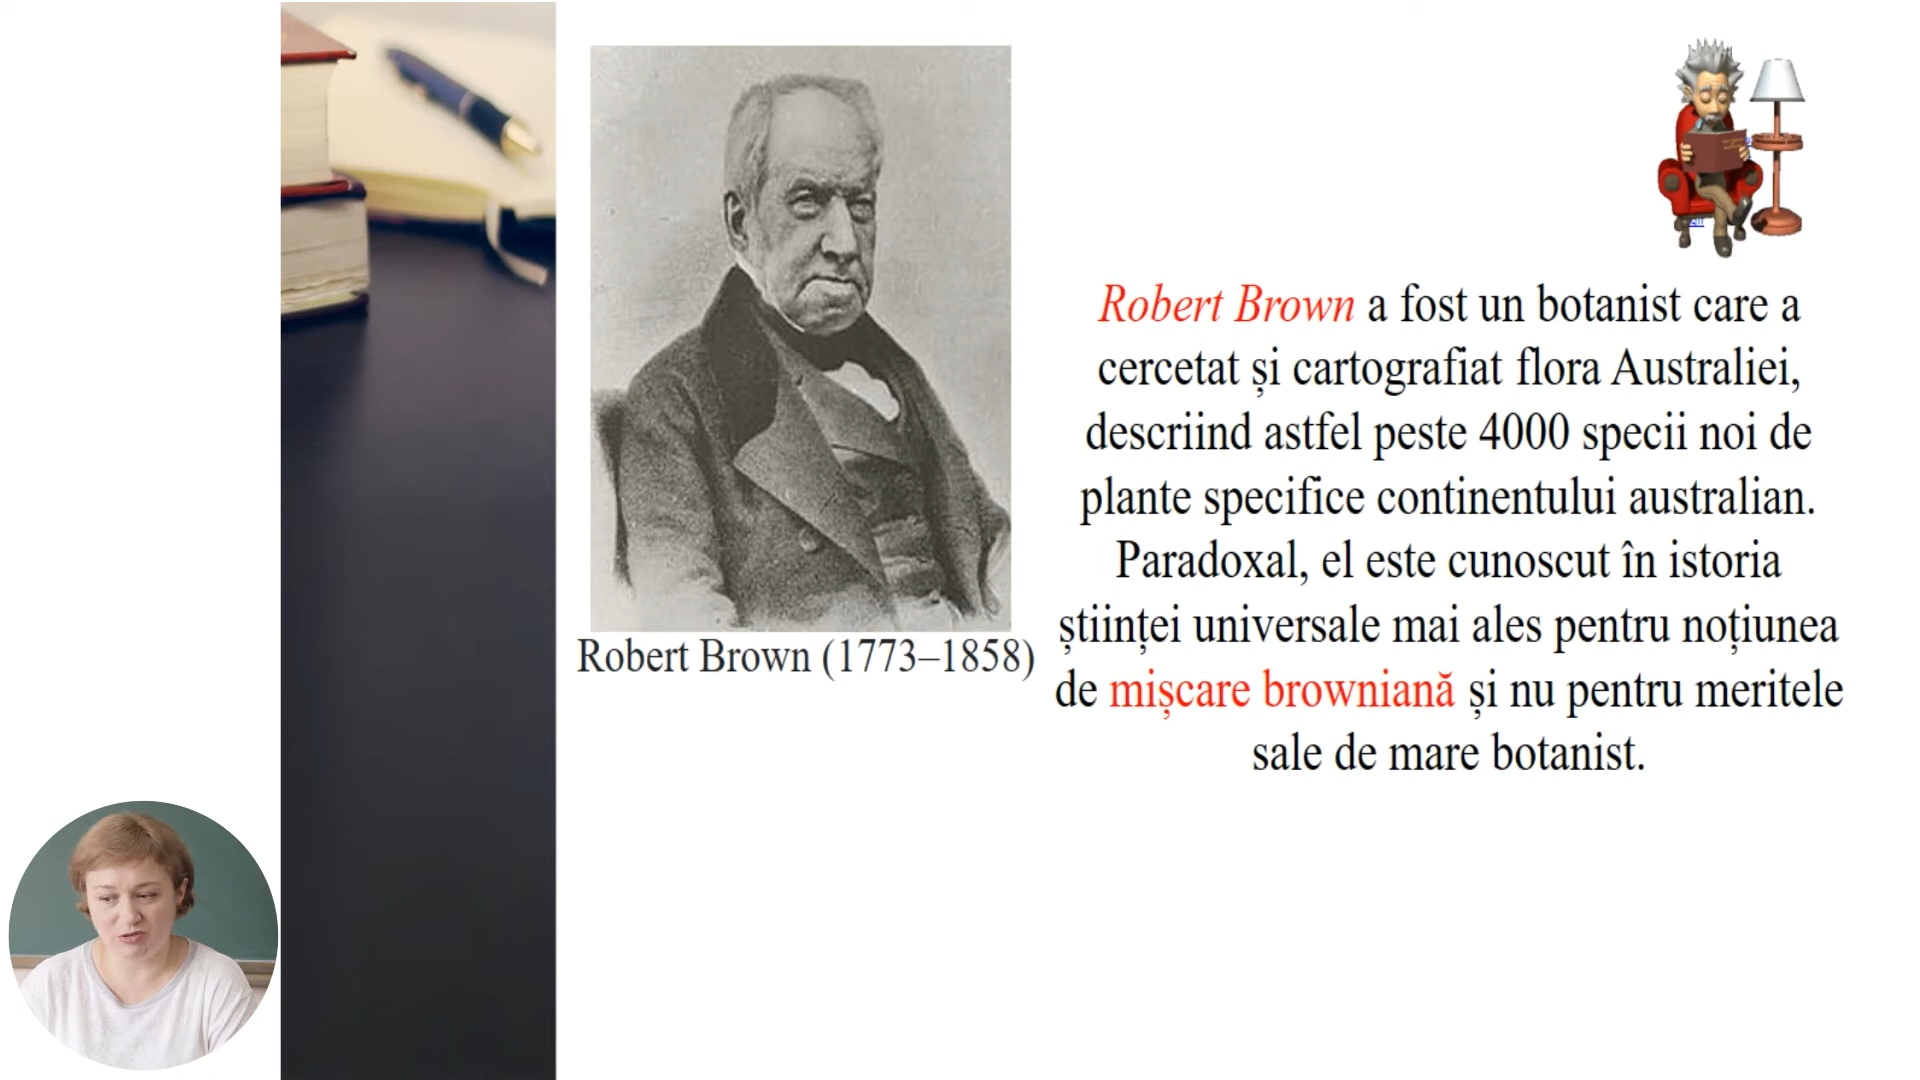 Robert Brown a fost un botanist care a
cercetat și cartografiat flora Australiei,
descriind astfel peste 4000 specii noi de
plante specifice continentului australian.
Paradoxal, el este cunoscut în istoria
științei universale mai ales pentru noțiunea
de mișcare browniană și nu pentru meritele
sale de mare botanist.
Robert Brown (1773–1858)